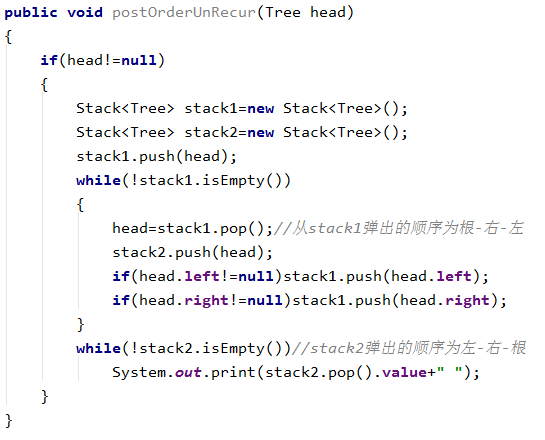 public void postOrderUnRecur(Tree head)
{
    if(head!=null)
    {
        Stack<Tree> stack1=new Stack<Tree>();
        Stack<Tree> stack2=new Stack<Tree>();
        stack1.push(head);
        while(!stack1.isEmpty())
        {
            head=stack1.pop();//从stack1弹出的顺序为根-右-左
            stack2.push(head);
            if(head.left!=null)stack1.push(head.left);
            if(head.right!=null)stack1.push(head.right);
        }
        while(!stack2.isEmpty())//stack2弹出的顺序为左-右-根
            System.out.print(stack2.pop().value+" ");
    }
}